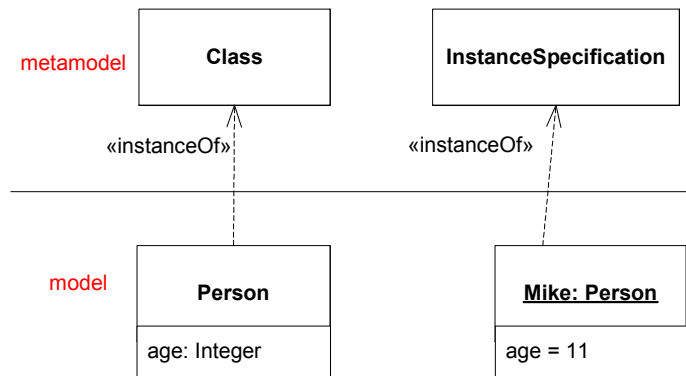 metamodel
Class
InstanceSpecification
«instanceOf»
«instanceOf»
model
Person
Mike: Person
age: Integer
age = 11